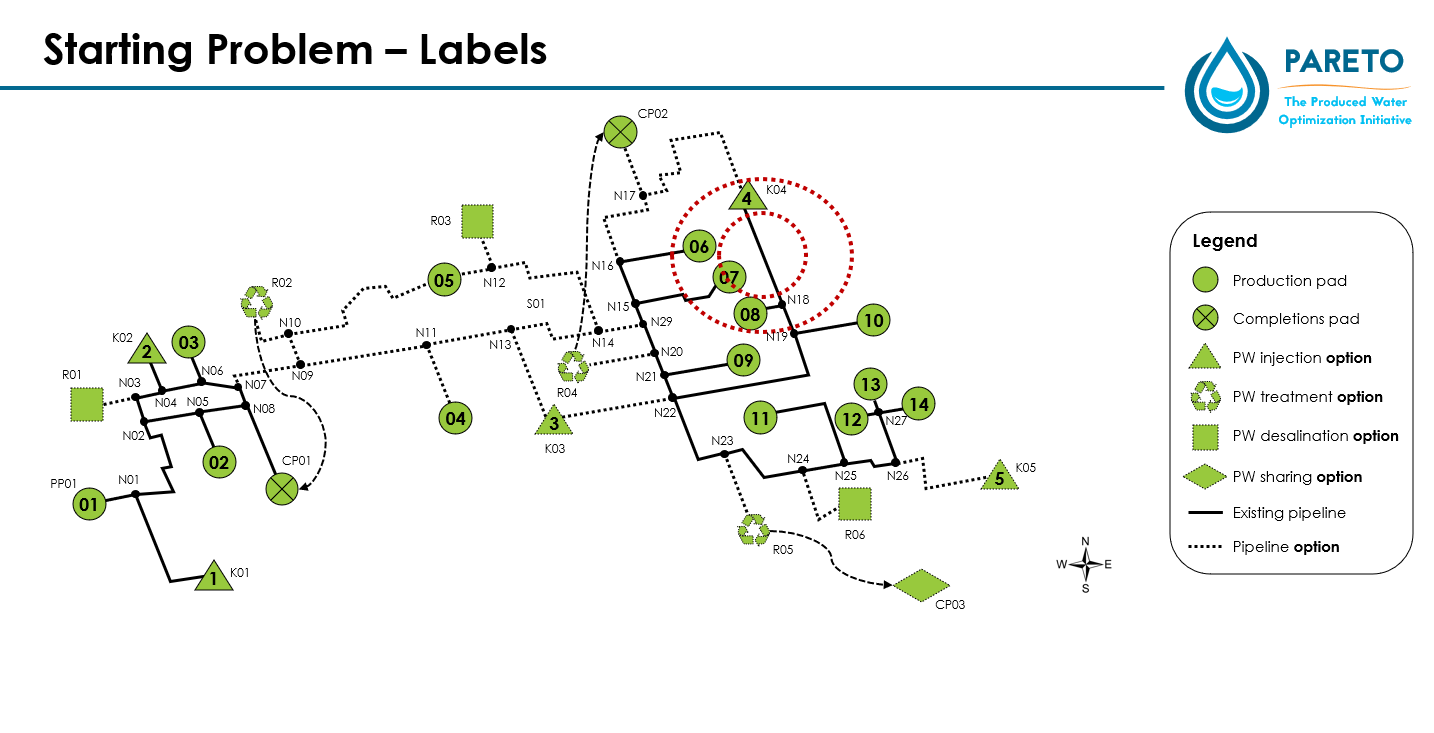 Starting Problem – Labels
PARETO
The Produced Water
Optimization Initiative
CP02
N17
4
K04
R03
06
N16
05
N12
07
R02
S01
N15
N18
08
N10
N29
10
K02
2
03
N11
N13
N14
N19
R01
N03
N06
N07
N09
R04
N20
09
N21
N04
N05
N08
13
N02
04
3
K03
N22
11
12
14
N27
02
CP01
N23
N24
N25
N26
5
K05
PP01
01
N01
R05
R06
1
K01
CP03
N
W
E
S
Legend
Production pad
Completions pad
PW injection option
PW treatment option
PW desalination option
PW sharing option
Existing pipeline
Pipeline option